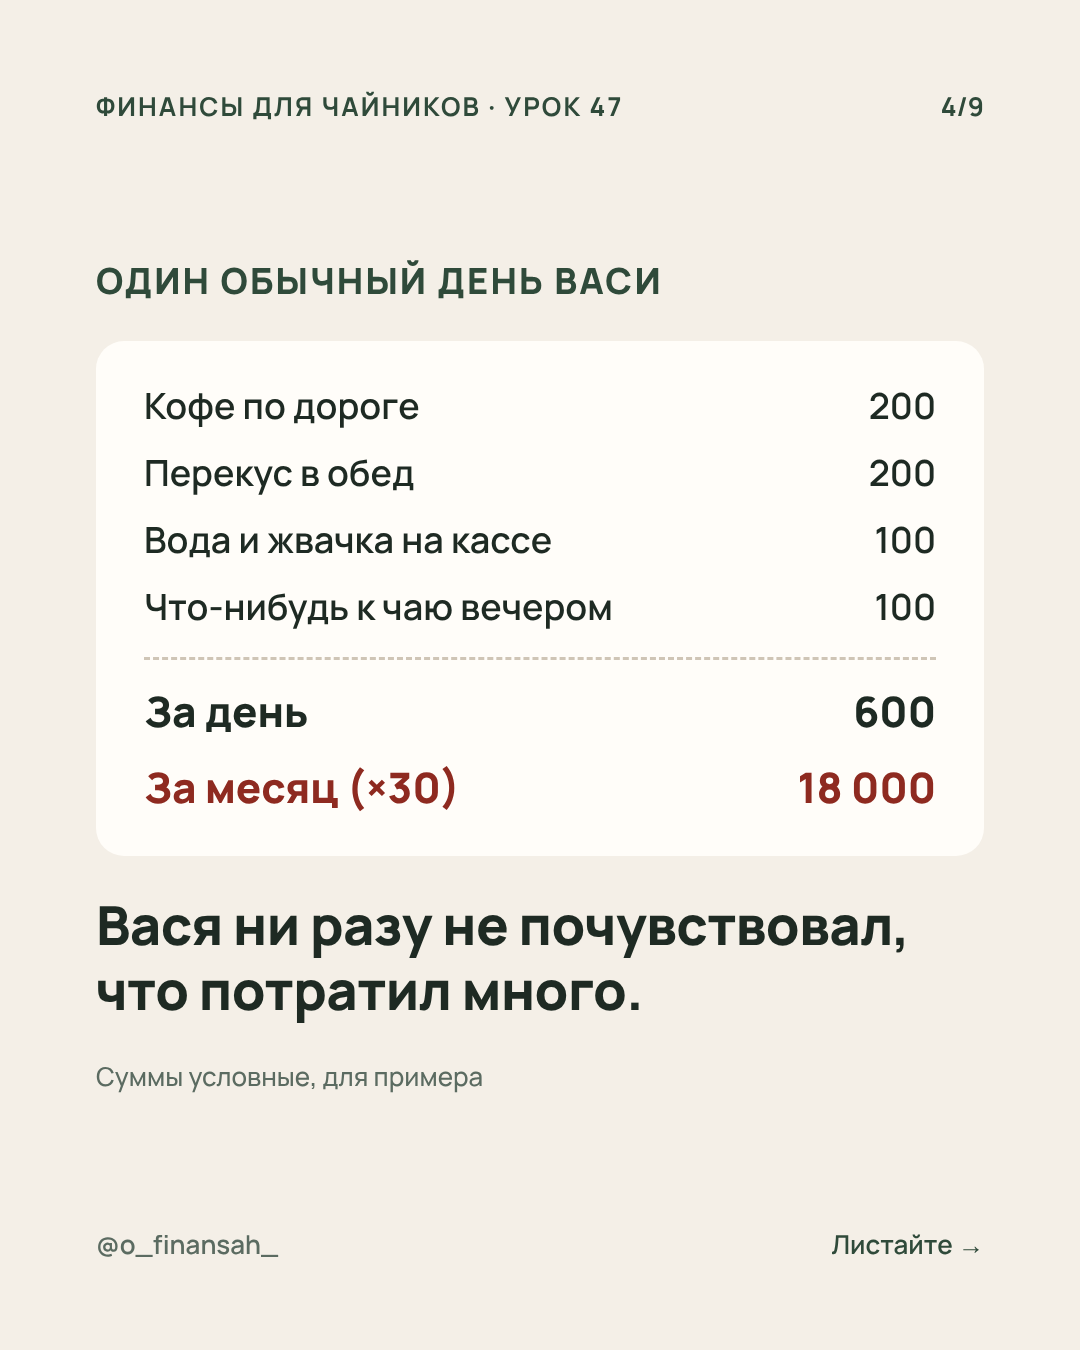 ФИНАНСЫ ДЛЯ ЧАЙНИКОВ · УРОК 47 4/9
ОДИН ОБЫЧНЫЙ ДЕНЬ ВАСИ
Кофе по дороге 200
Перекус в обед 200
Вода и жвачка на кассе 100
Что-нибудь к чаю вечером 100
За день 600
За месяц (×30) 18 000
Вася ни разу не почувствовал,
что потратил много.
Суммы условные, для примера
@o_finansah_ Листайте →